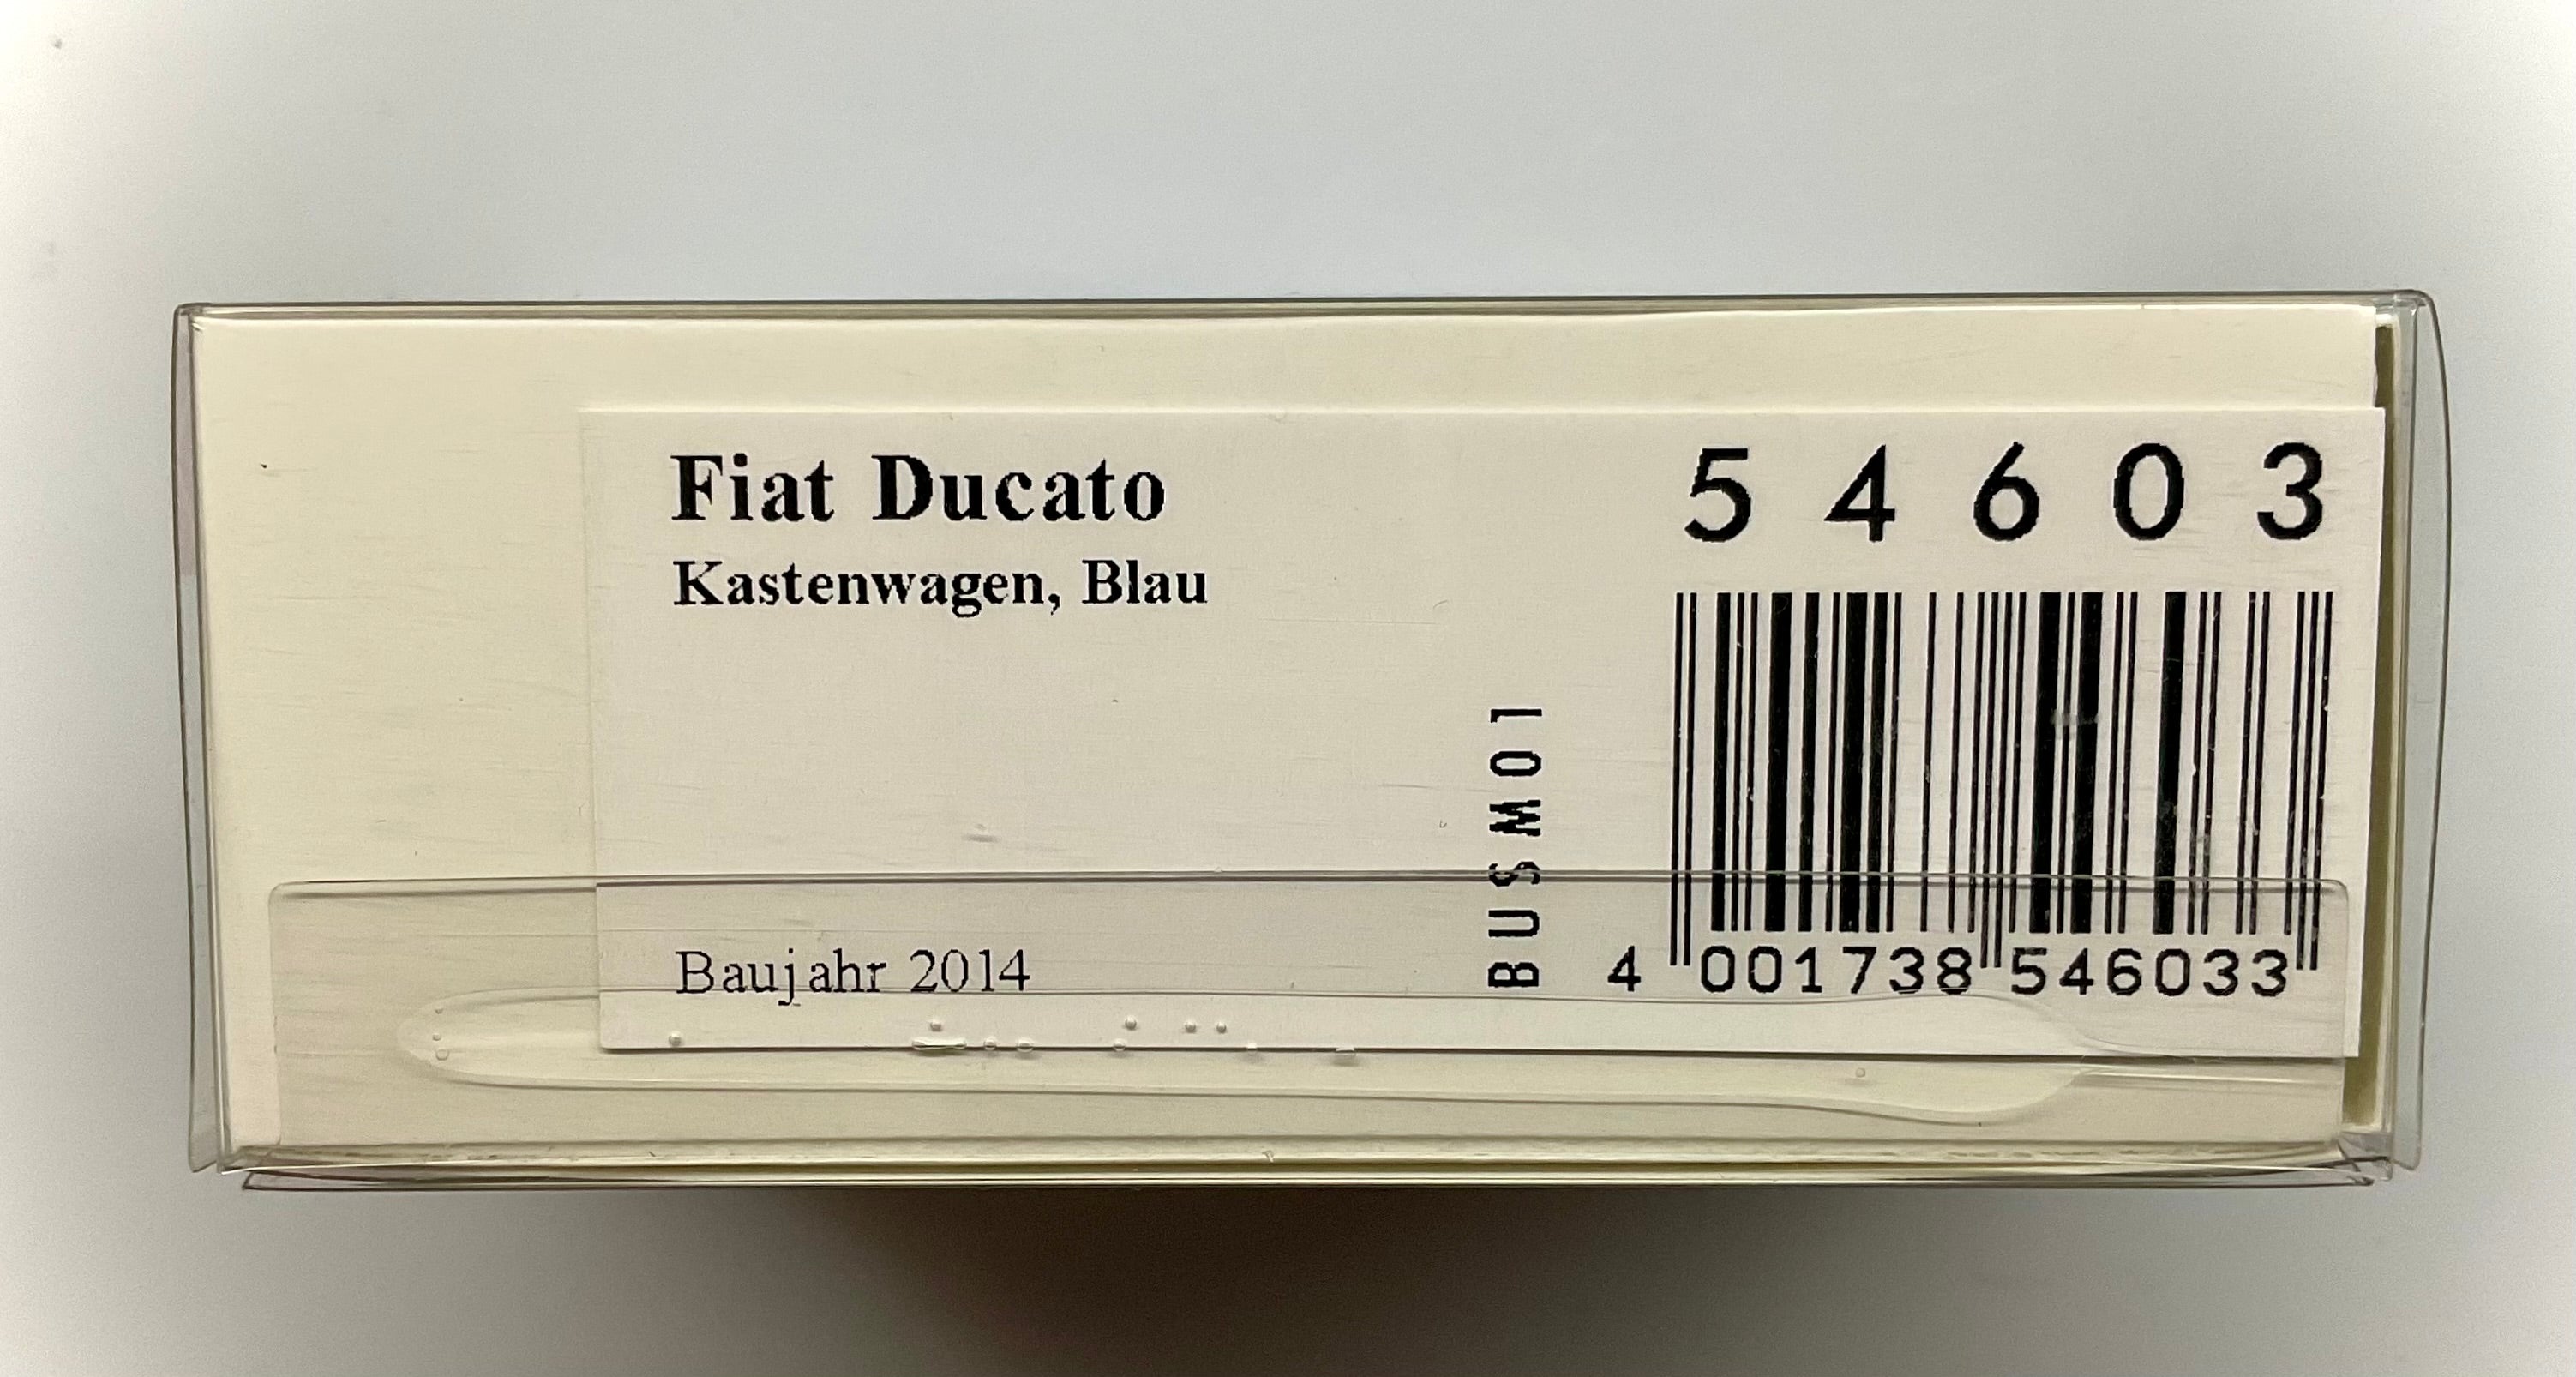 Fiat Ducato
Kastenwagen, Blau
Baujahr 2014
BUSM01
54603
4 001738 546033